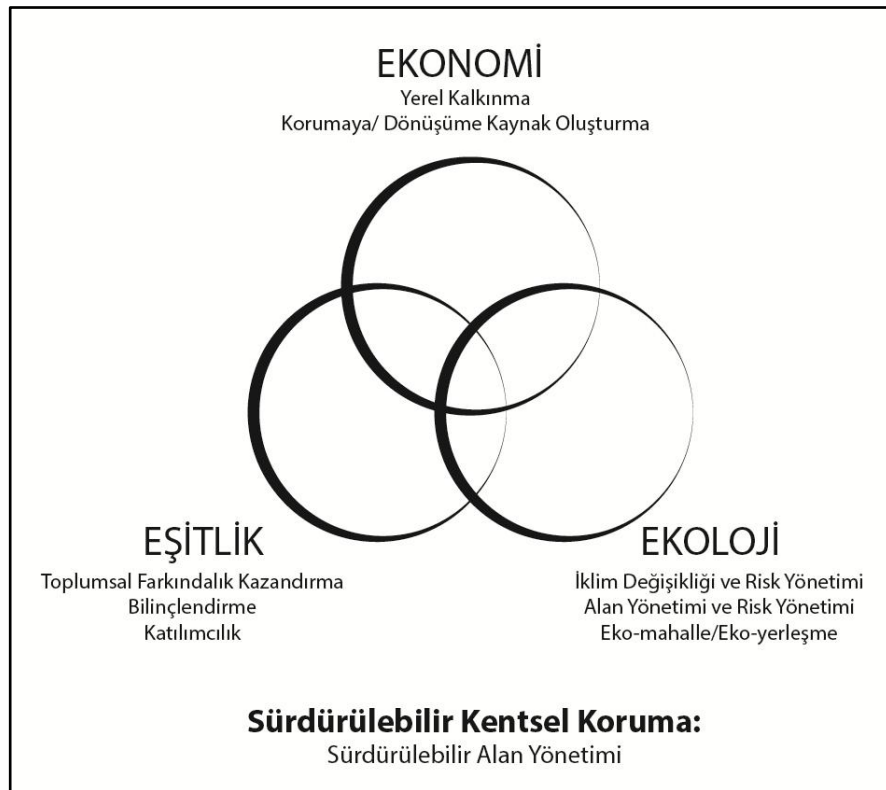 EKONOMİ
Yerel Kalkınma
Korumaya/ Dönüşüme Kaynak Oluşturma
EŞİTLİK
Toplumsal Farkındalık Kazandırma
Bilinçlendirme
Katılımcılık
EKOLOJİ
İklim Değişikliği ve Risk Yönetimi
Alan Yönetimi ve Risk Yönetimi
Eko-mahalle/Eko-yerleşme
Sürdürülebilir Kentsel Koruma:
Sürdürülebilir Alan Yönetimi